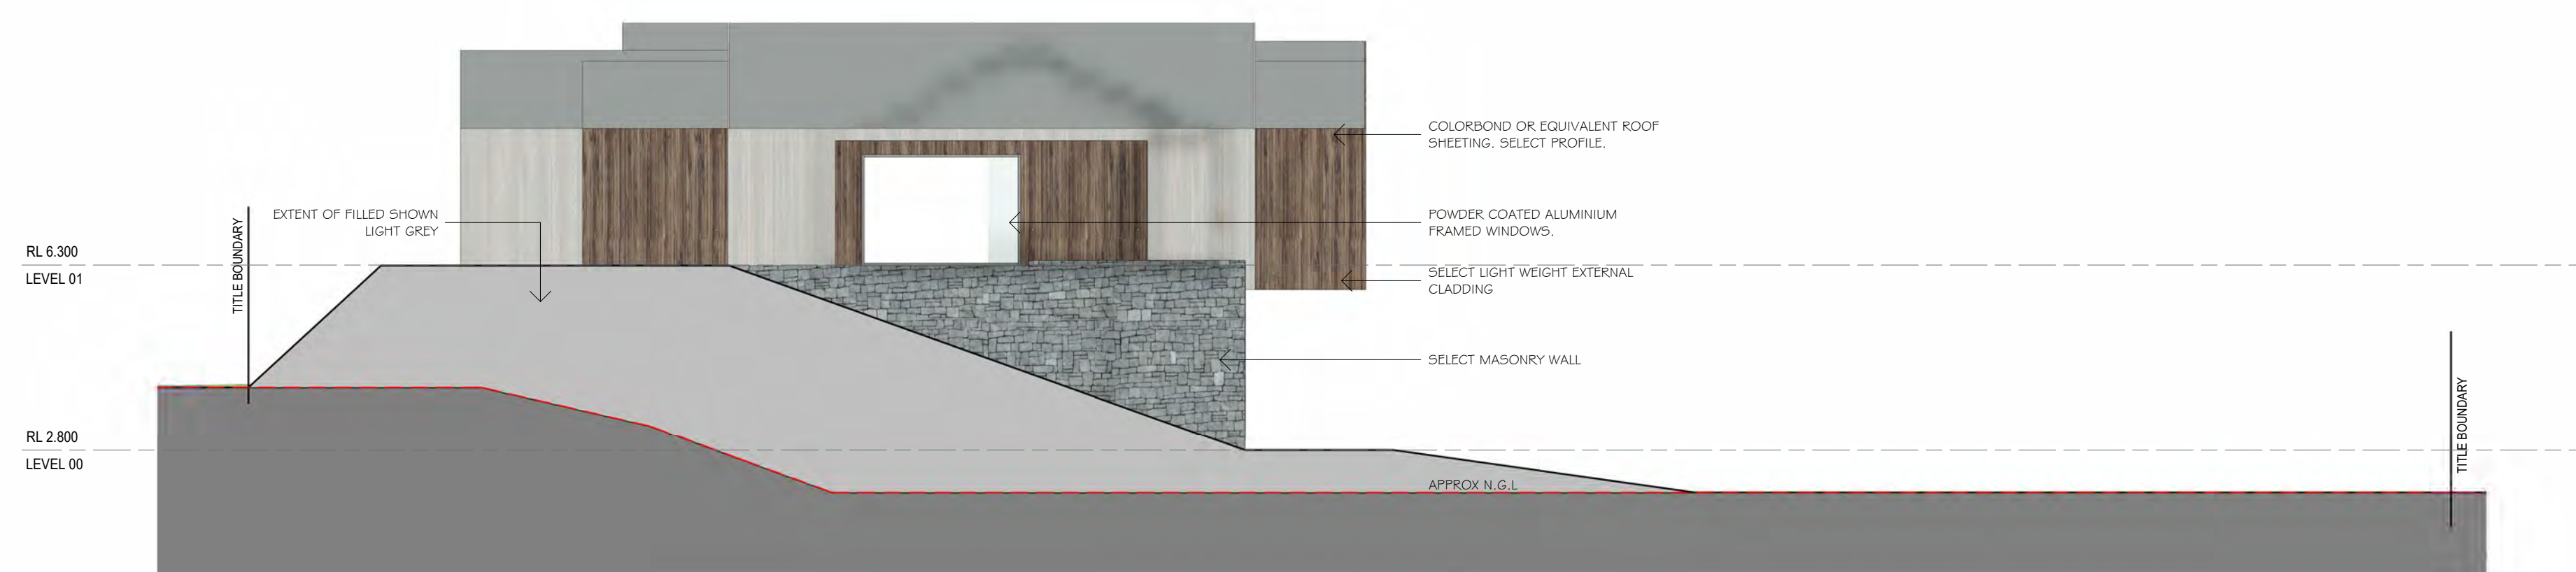 COLORBOND OR EQUIVALENT ROOF
SHEETING. SELECT PROFILE.
EXTENT OF FILLED SHOWN
LIGHT GREY
POWDER COATED ALUMINIUM
FRAMED WINDOWS.
TITLE BOUNDARY
RL 6.300
LEVEL 01
SELECT LIGHT WEIGHT EXTERNAL
CLADDING
SELECT MASONRY WALL
RL 2.800
LEVEL 00
TITLE BOUNDARY
APPROX N.G.L